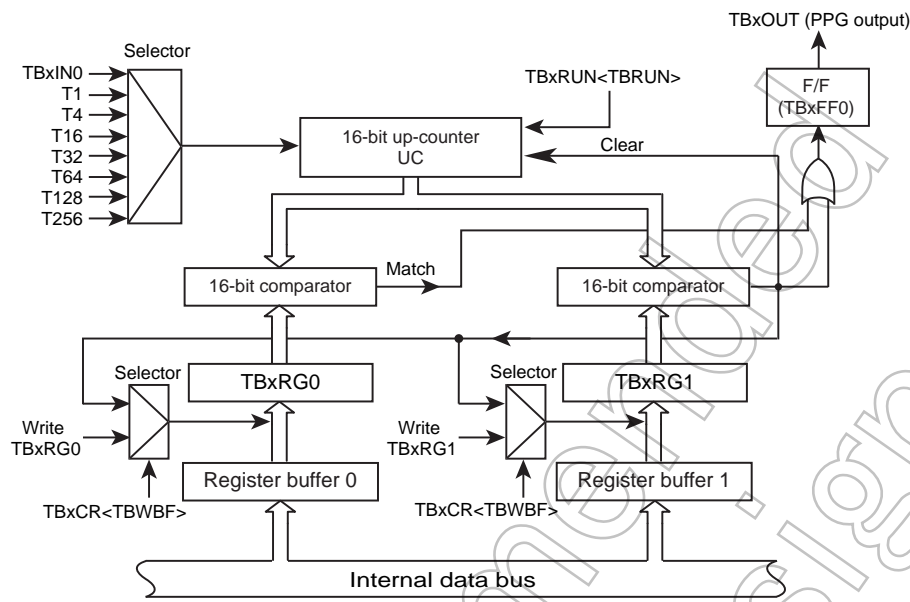 TBxOUT (PPG output)
Selector
TBxIN0
T1
T4
T16
T32
T64
T128
T256
TBxRUN<TBRUN>
F/F
(TBxFF0)
16-bit up-counter
UC
Clear
16-bit comparator
Match
16-bit comparator
Selector
TBxRG0
Selector
TBxRG1
Write
TBxRG0
Write
TBxRG1
Register buffer 0
Register buffer 1
TBxCR<TBWBF>
TBxCR<TBWBF>
Internal data bus